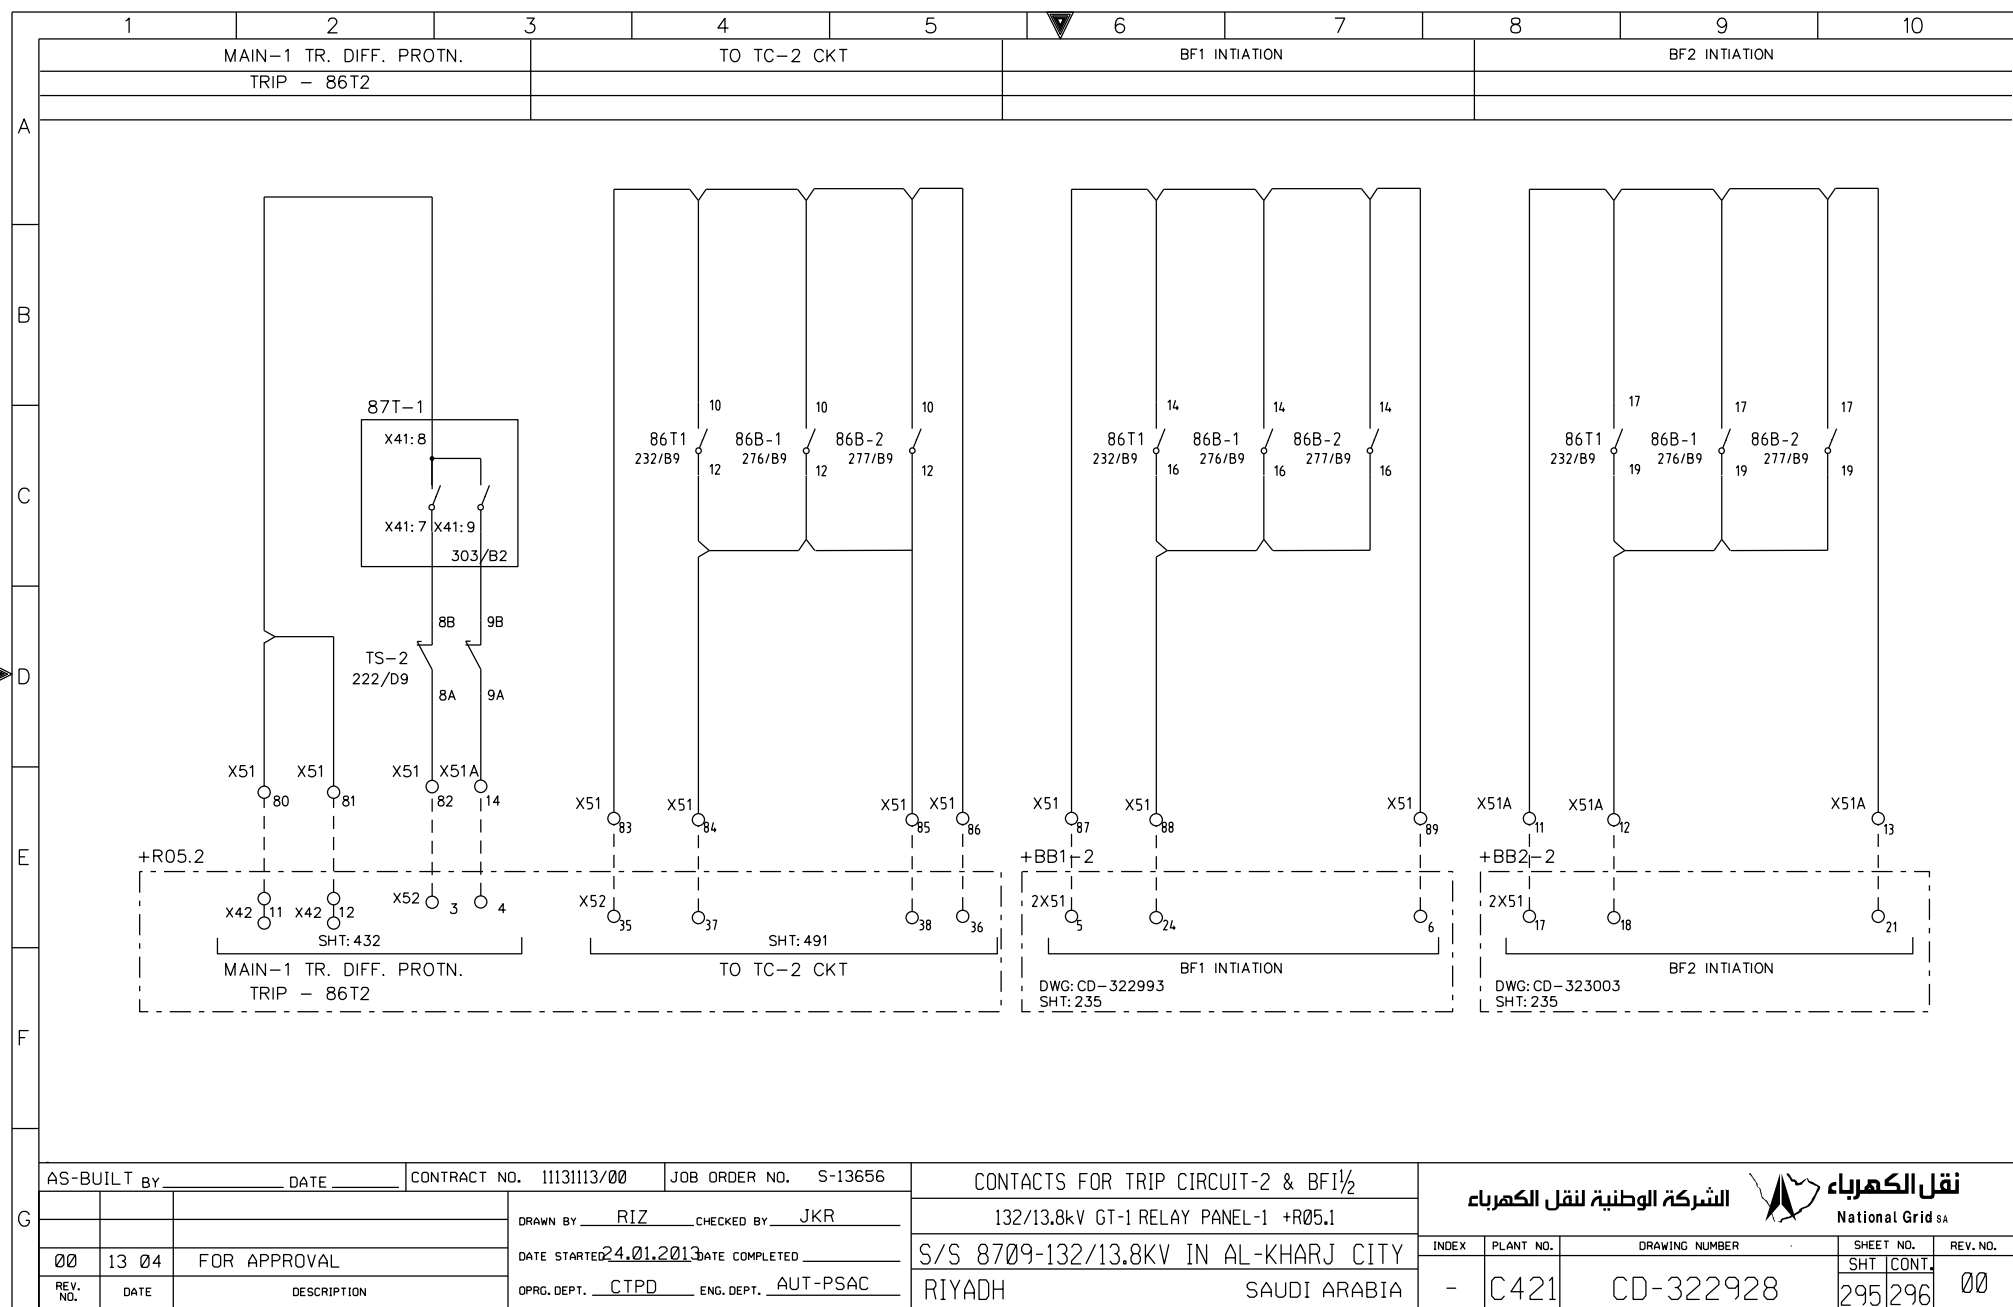 1 2 3 4 5 6 7 8 9 10
MAIN-1 TR. DIFF. PROTN. TO TC-2 CKT BF1 INTIATION BF2 INTIATION
TRIP - 86T2
A
B
C
D
E
F
G
87T-1
X41:8
X41:7 X41:9
303/B2
10 10 10 14 14 14 17 17 17
86T1 86B-1 86B-2 86T1 86B-1 86B-2 86T1 86B-1 86B-2
232/B9 276/B9 277/B9 232/B9 276/B9 277/B9 232/B9 276/B9 277/B9
12 12 12 16 16 16 19 19 19
8B 9B
TS-2
222/D9
8A 9A
X51 X51 X51 X51A
80 81 82 14
X51 X51 X51 X51 X51 X51 X51 X51A X51A X51A
83 84 85 86 87 88 89 11 12 13
+R05.2 +BB1-2 +BB2-2
X42 11 X42 12 X52 3 4 X52 35 37 38 36 2X51 5 24 6 2X51 17 18 21
SHT:432 SHT:491
MAIN-1 TR. DIFF. PROTN. TO TC-2 CKT BF1 INTIATION BF2 INTIATION
TRIP - 86T2
DWG:CD-322993
SHT:235
DWG:CD-323003
SHT:235
AS-BUILT BY DATE CONTRACT NO. 11131113/00 JOB ORDER NO. S-13656
DRAWN BY RIZ CHECKED BY JKR
DATE STARTED 24.01.2013 DATE COMPLETED
OPRG.DEPT. CTPD ENG.DEPT. AUT-PSAC
00 13 04 FOR APPROVAL
REV. NO. DATE DESCRIPTION
CONTACTS FOR TRIP CIRCUIT-2 & BFI½
132/13.8kV GT-1 RELAY PANEL-1 +R05.1
S/S 8709-132/13.8KV IN AL-KHARJ CITY
RIYADH SAUDI ARABIA
الشركة الوطنية لنقل الكهرباء
نقل الكهرباء
National Grid SA
INDEX PLANT NO. DRAWING NUMBER SHEET NO. REV.NO.
SHT CONT.
- C421 CD-322928 295 296 00